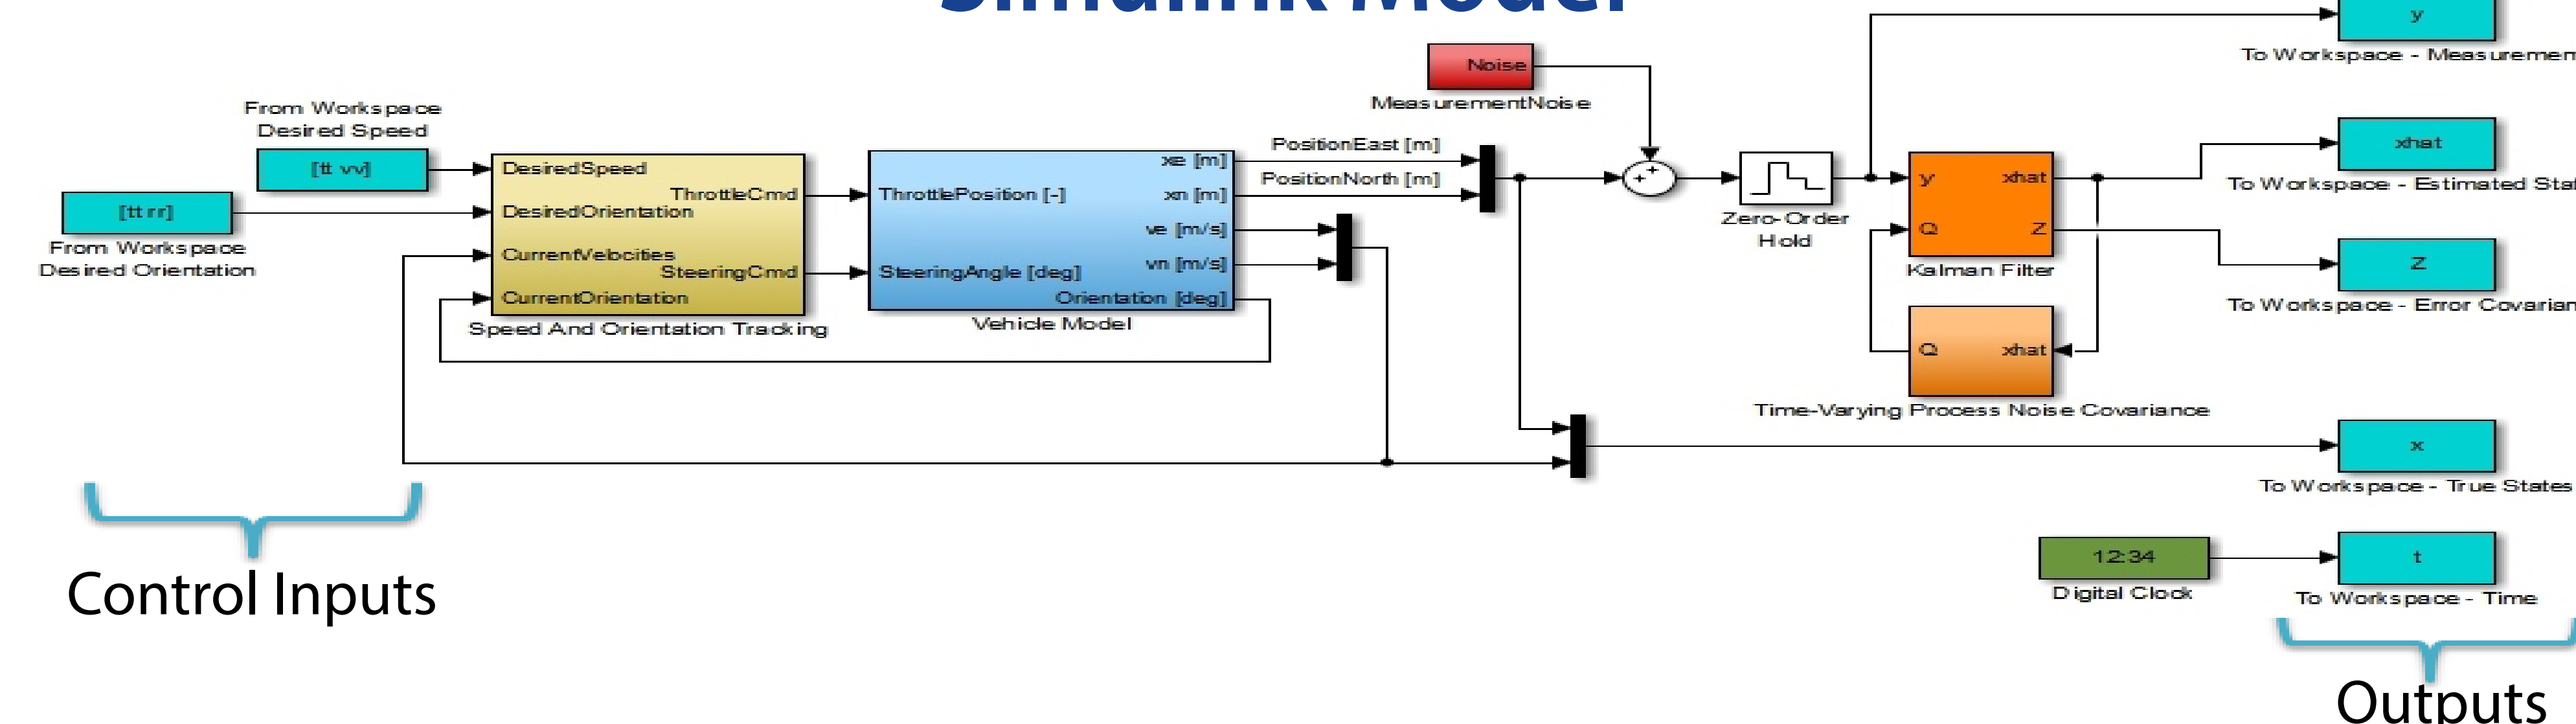 Simulink Model
y
To Workspace - Measuremen
Noise
MeasurementNoise
From Workspace
Desired Speed
[tt vv]
[tt rr]
From Workspace
Desired Orientation
DesiredSpeed
DesiredOrientation
CurrentVelocities
CurrentOrientation
ThrottleCmd
SteeringCmd
Speed And Orientation Tracking
ThrottlePosition [-]
SteeringAngle [deg]
xe [m]
xn [m]
ve [m/s]
vn [m/s]
Orientation [deg]
Vehicle Model
PositionEast [m]
PositionNorth [m]
++
Zero-Order
Hold
y
Q
xhat
Z
Kalman Filter
Q
xhat
Time-Varying Process Noise Covariance
xhat
To Workspace - Estimated Stat
Z
To Workspace - Error Covarian
x
To Workspace - True States
12:34
Digital Clock
t
To Workspace - Time
Control Inputs
Outputs